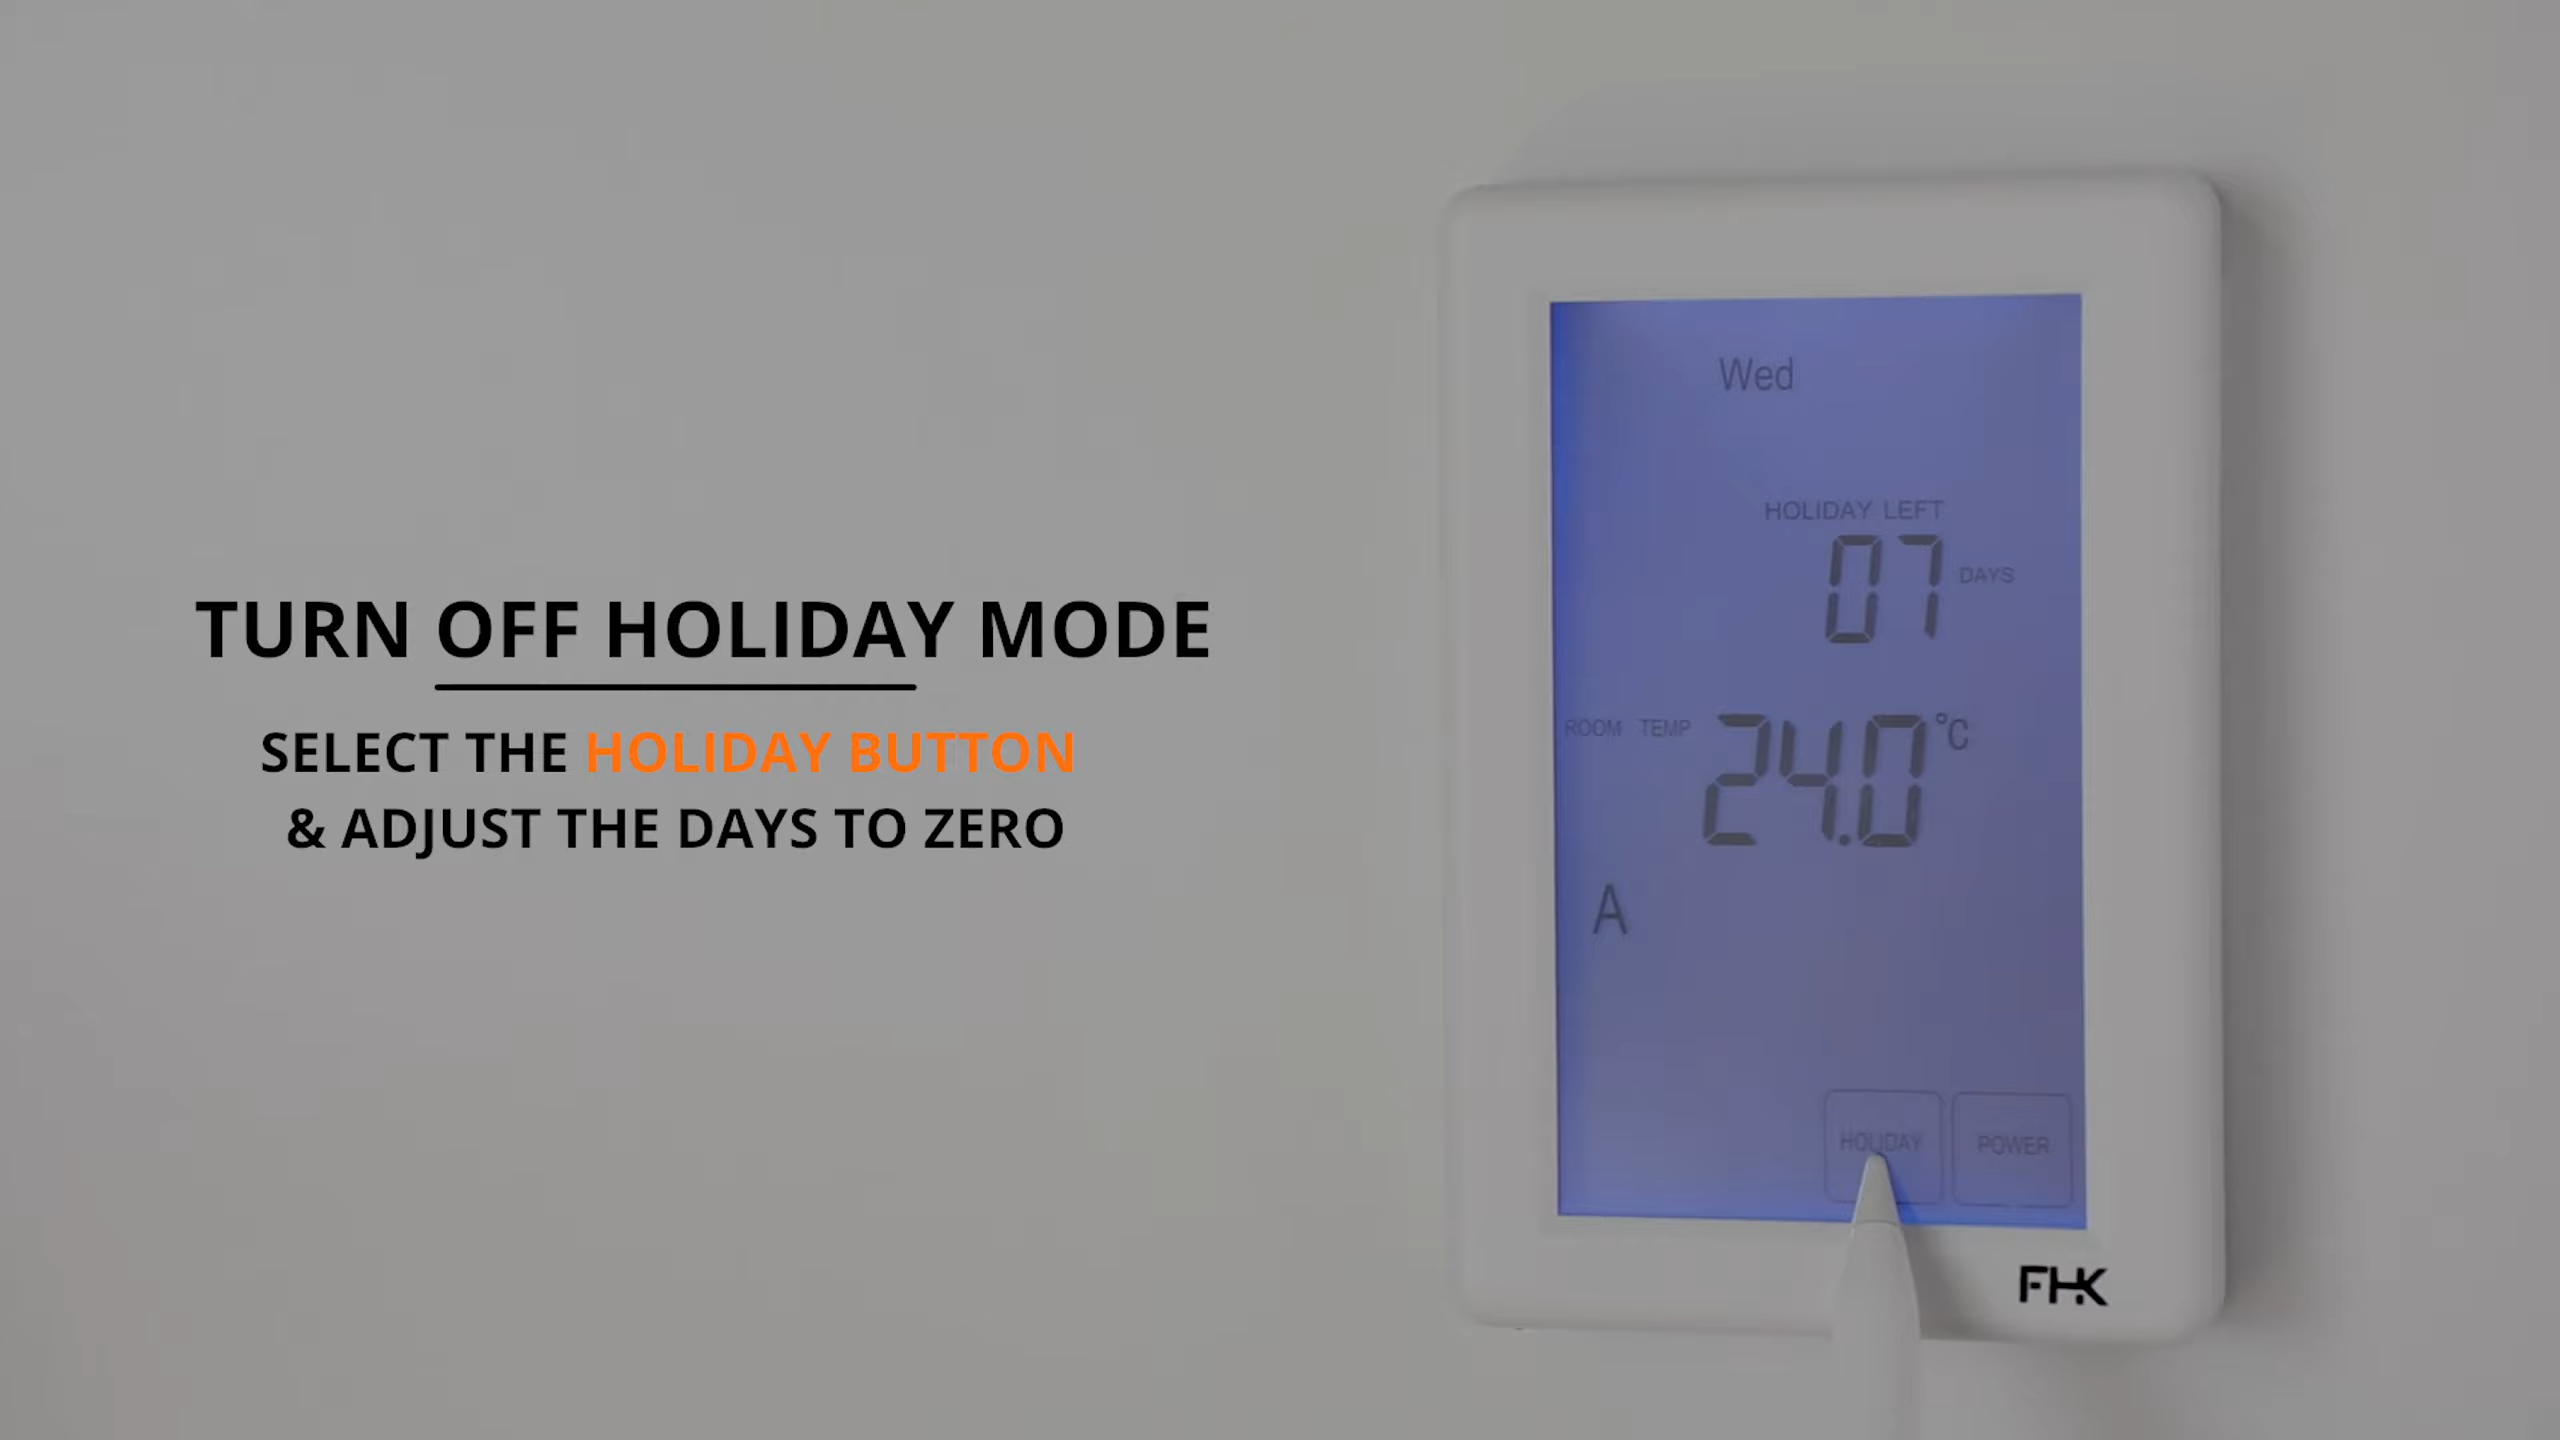 TURN OFF HOLIDAY MODE
SELECT THE HOLIDAY BUTTON
& ADJUST THE DAYS TO ZERO
Wed
HOLIDAY LEFT
07 DAYS
ROOM TEMP 24.0 °C
A
HOLIDAY POWER
FHK